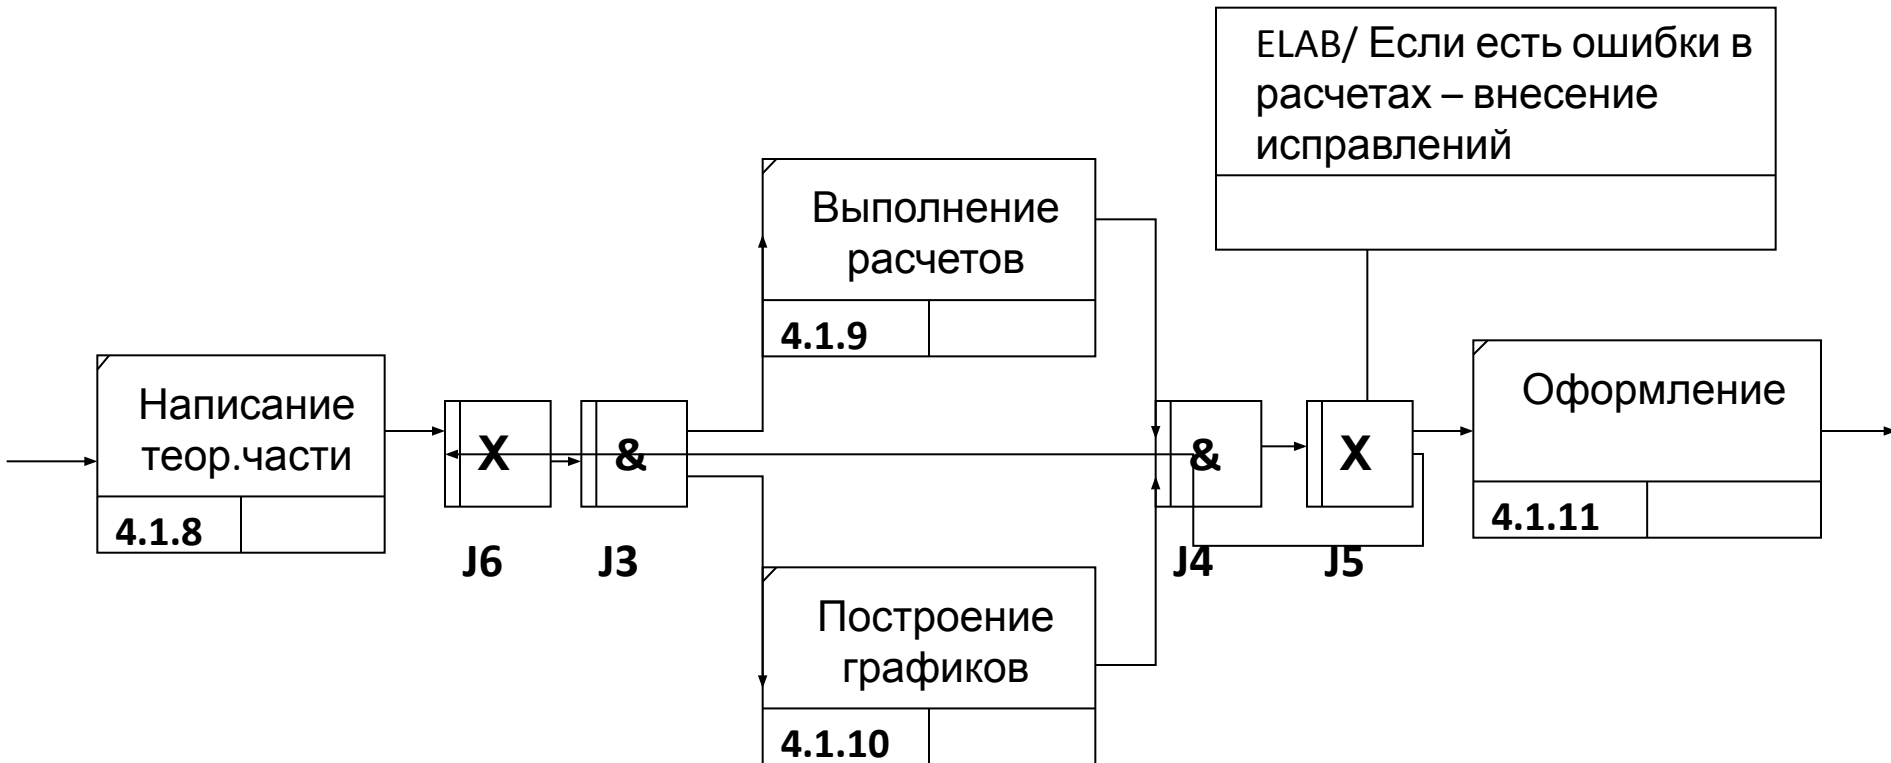 ELAB/ Если есть ошибки в
расчетах – внесение
исправлений
Выполнение
расчетов
4.1.9
Написание
теор.части
4.1.8
X
J6
&
J3
&
J4
X
J5
Оформление
4.1.11
Построение
графиков
4.1.10